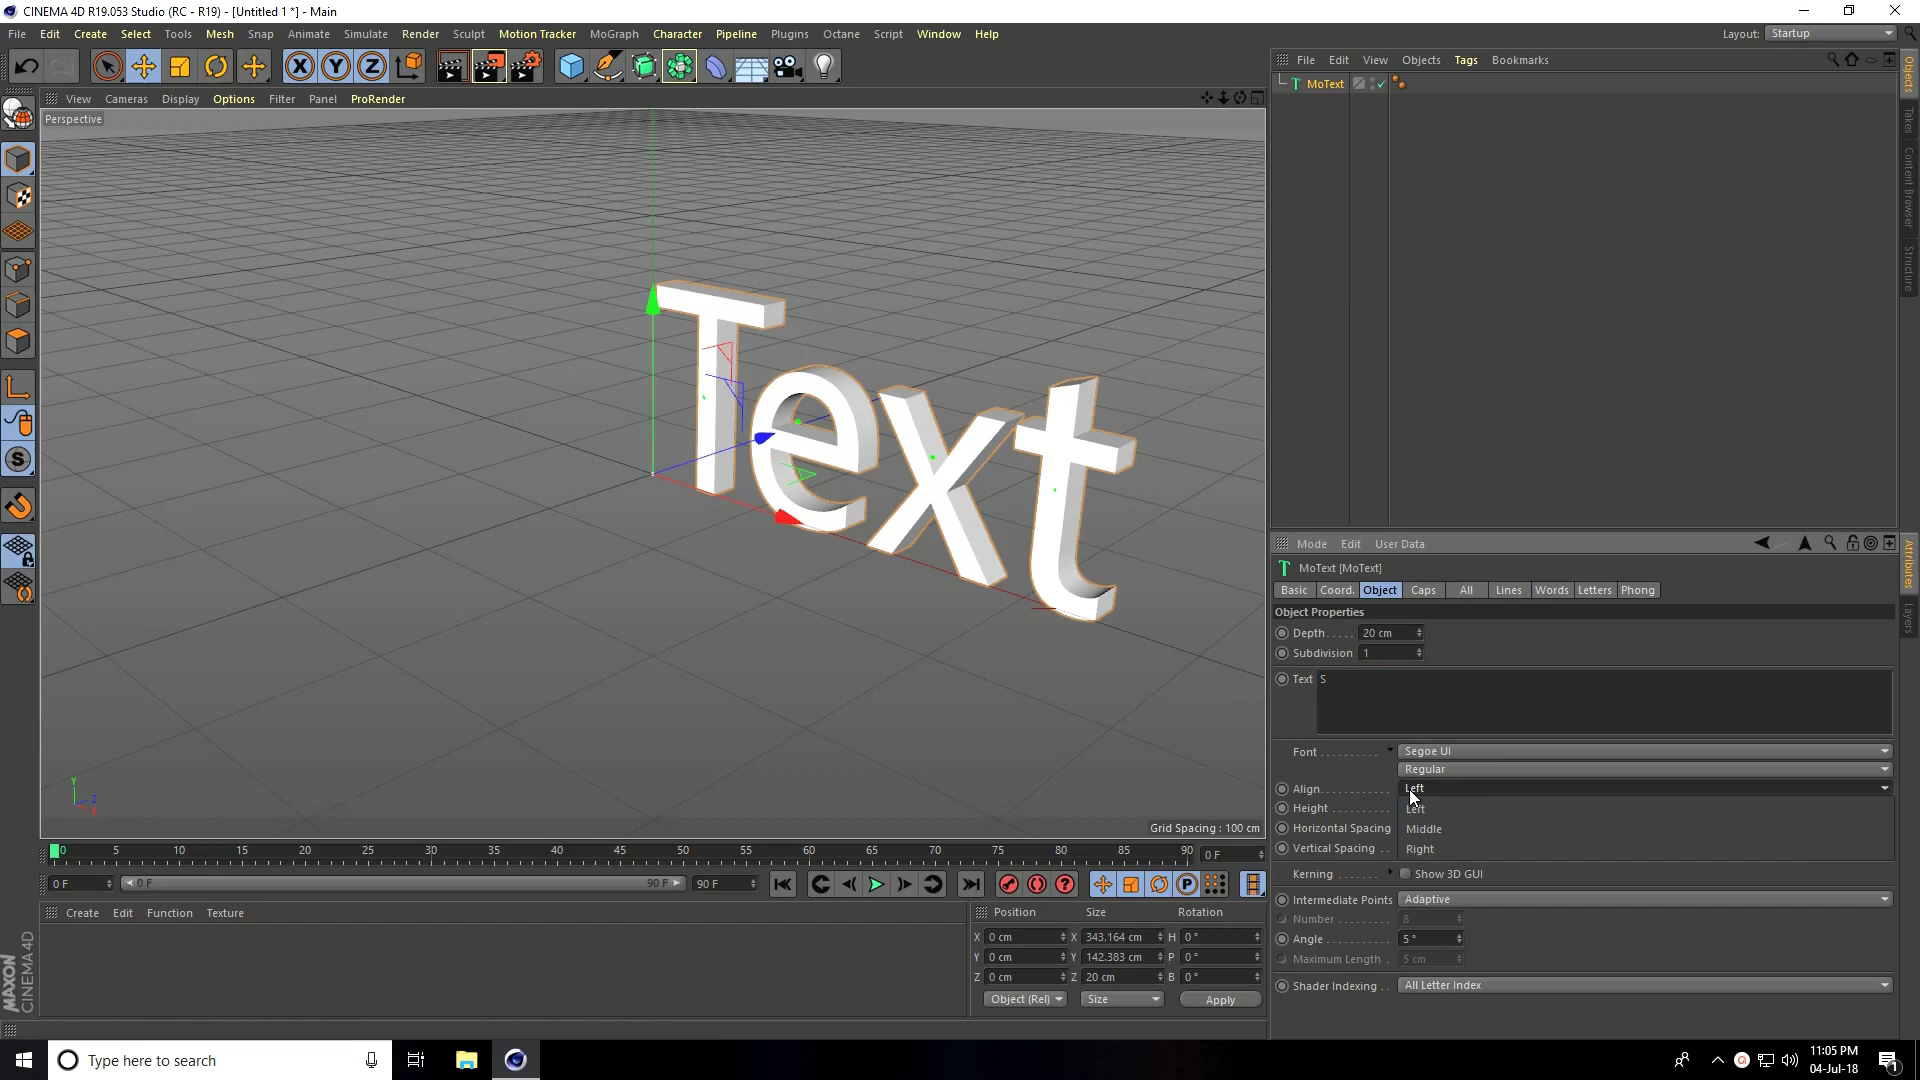 CINEMA 4D R19.053 Studio (RC - R19) - [Untitled 1 *] - Main
File Edit Create Select Tools Mesh Snap Animate Simulate Render Sculpt Motion Tracker MoGraph Character Pipeline Plugins Octane Script Window Help
Layout: Startup
View Cameras Display Options Filter Panel ProRender
Perspective
Text
Y
Z
X
Grid Spacing : 100 cm
File Edit View Objects Tags Bookmarks
MoText
Objects
Takes
Content Browser
Structure
Mode Edit User Data
MoText [MoText]
Basic Coord. Object Caps All Lines Words Letters Phong
Object Properties
Depth..... 20 cm
Subdivision 1
Text S
Font .......... Segoe UI
Regular
Align........... Left
Height ......... Left
Horizontal Spacing Middle
Vertical Spacing .. Right
Kerning ....... Show 3D GUI
Intermediate Points Adaptive
Number ......... 8
Angle ........... 5 °
Maximum Length . 5 cm
Shader Indexing .. All Letter Index
Attributes
Layers
0 5 10 15 20 25 30 35 40 45 50 55 60 65 70 75 80 85 90 0 F
0 F 0 F 90 F 90 F
Create Edit Function Texture
Position Size Rotation
X 0 cm X 343.164 cm H 0 °
Y 0 cm Y 142.383 cm P 0 °
Z 0 cm Z 20 cm B 0 °
Object (Rel) Size Apply
MAXON
CINEMA 4D
Type here to search
11:05 PM
04-Jul-18
1